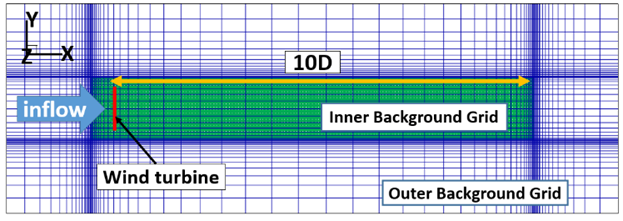 Y
Z
X
10D
inflow
Inner Background Grid
Wind turbine
Outer Background Grid